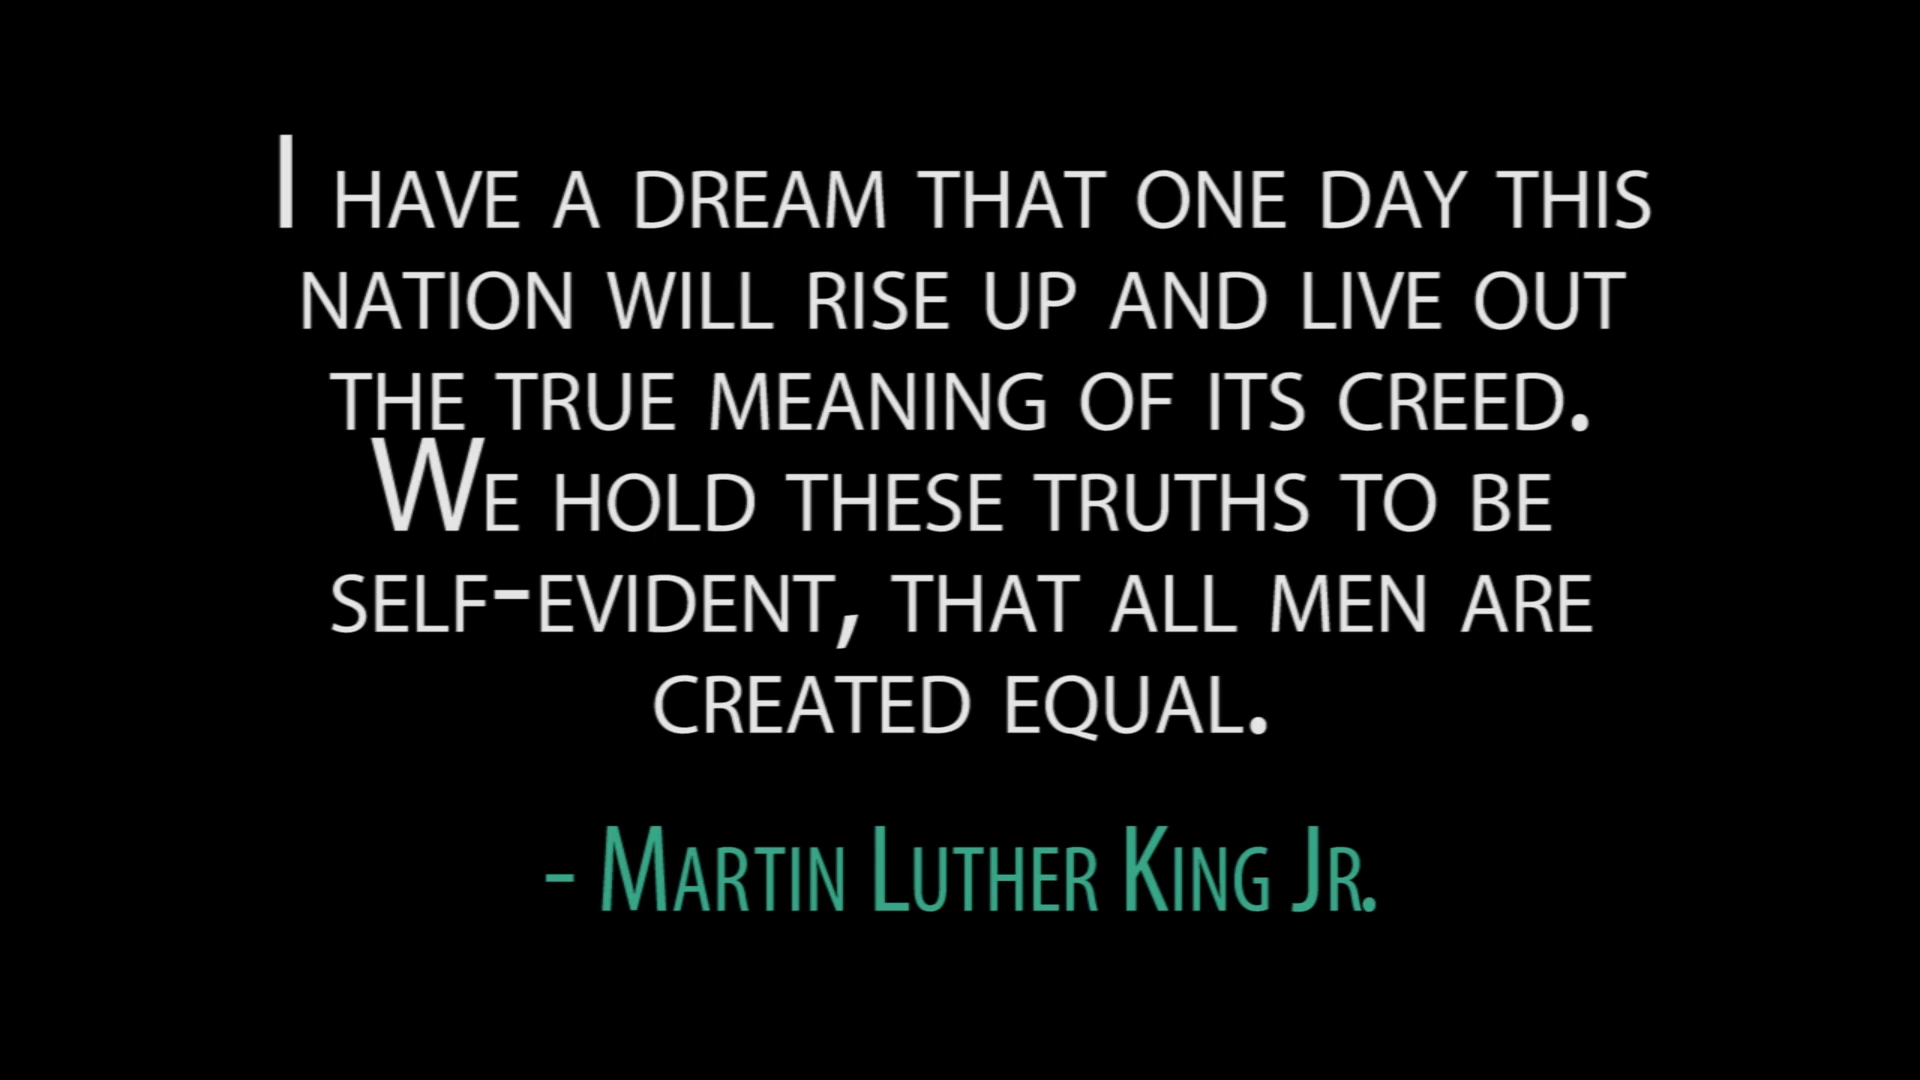 I have a dream that one day this
nation will rise up and live out
the true meaning of its creed.
We hold these truths to be
self-evident, that all men are
created equal.
- Martin Luther King Jr.